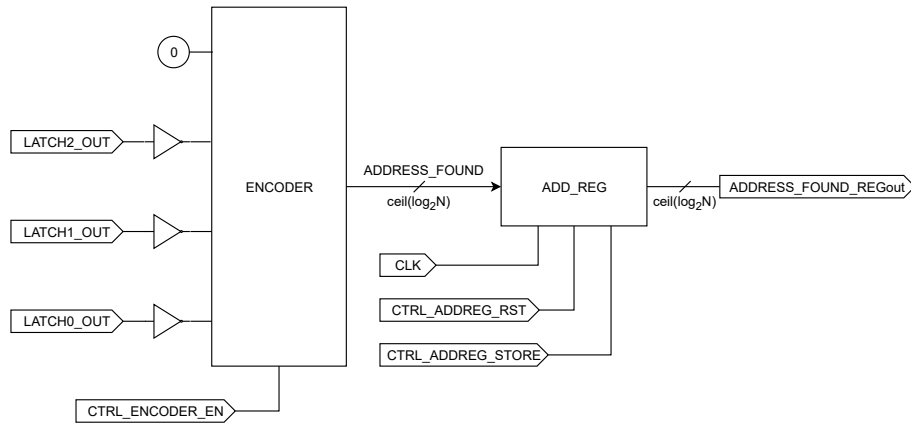 0
LATCH2_OUT
LATCH1_OUT
LATCH0_OUT
ENCODER
CTRL_ENCODER_EN
ADDRESS_FOUND
ceil(log₂N)
ADD_REG
CLK
CTRL_ADDREG_RST
CTRL_ADDREG_STORE
ceil(log₂N)
ADDRESS_FOUND_REGout